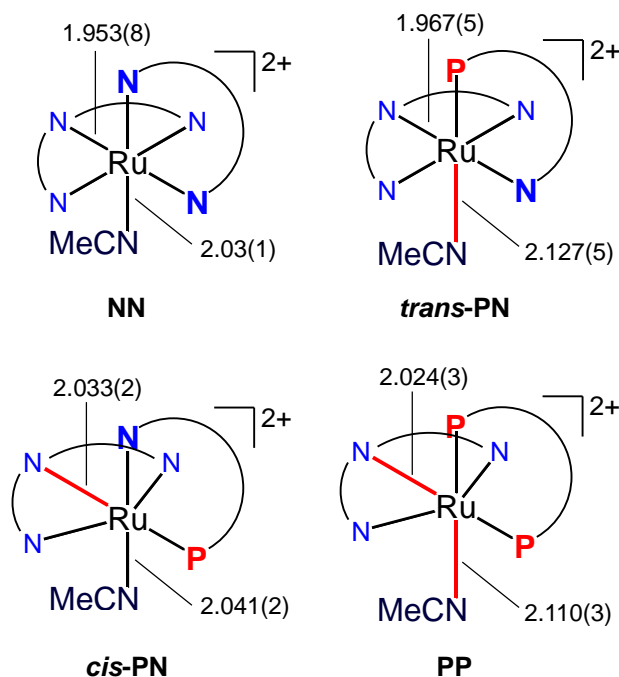 1.953(8)
2+
N
N
N
Ru
N
N
MeCN
2.03(1)
NN
1.967(5)
2+
P
N
N
Ru
N
N
MeCN
2.127(5)
trans-PN
2.033(2)
2+
N
N
N
Ru
N
P
MeCN
2.041(2)
cis-PN
2.024(3)
2+
P
N
N
Ru
N
P
MeCN
2.110(3)
PP